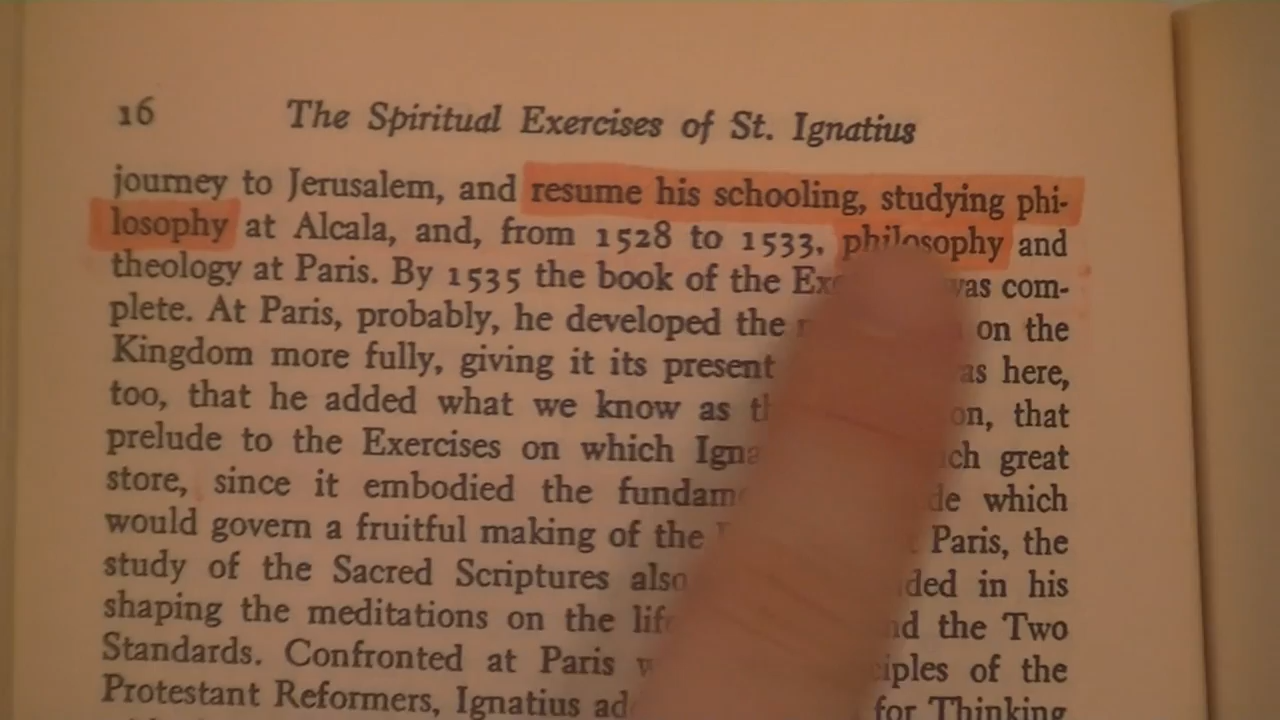 16 The Spiritual Exercises of St. Ignatius
journey to Jerusalem, and resume his schooling, studying phi-
losophy at Alcala, and, from 1528 to 1533, philosophy and
theology at Paris. By 1535 the book of the was com-
plete. At Paris, probably, he developed the on the
Kingdom more fully, giving it its present here,
too, that he added what we know as that
prelude to the Exercises on which great
store, since it embodied the which
would govern a fruitful making of the Paris, the
study of the Sacred Scriptures also in his
shaping the meditations on the and the Two
Standards. Confronted at Paris of the
Protestant Reformers, Ignatius for Thinking